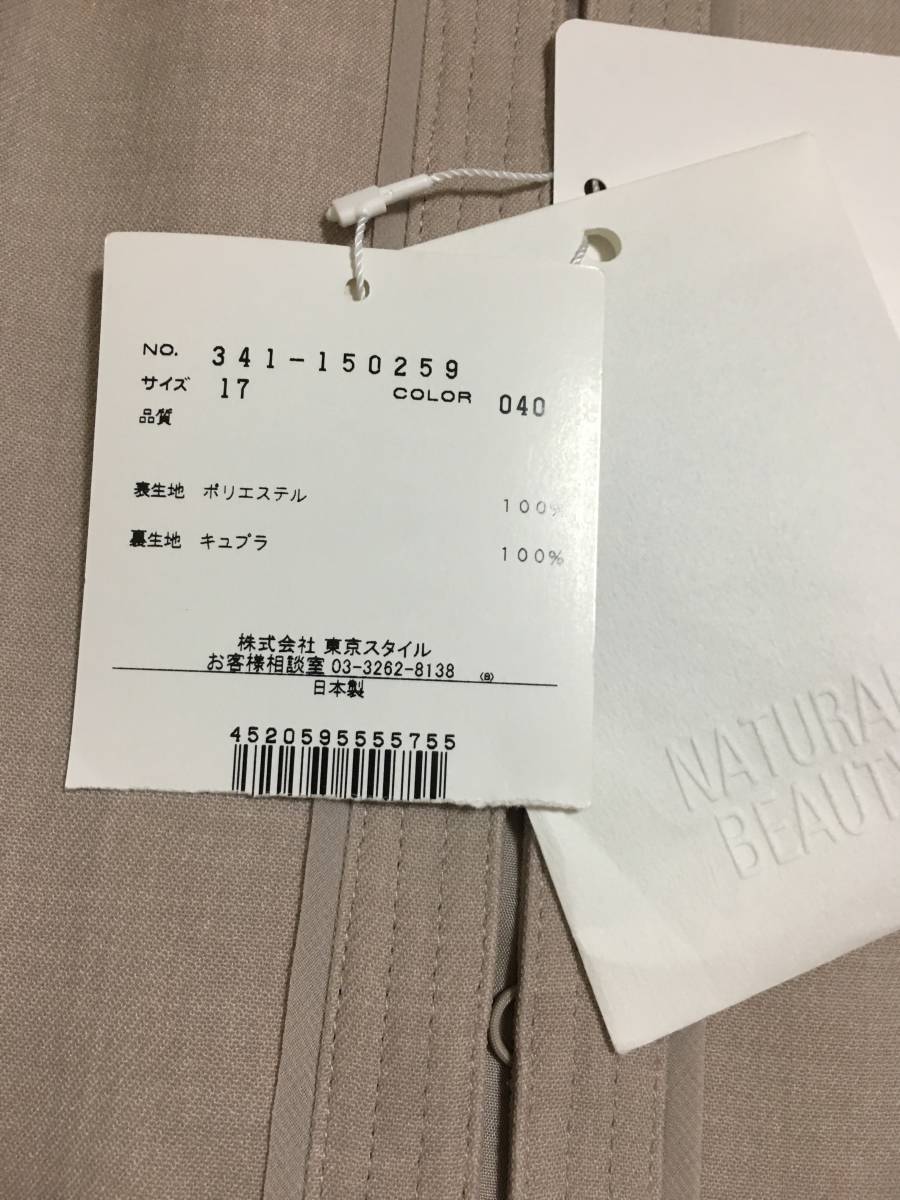 NO. 341-150259
サイズ 17 COLOR 040
品質
表生地 ポリエステル 100%
裏生地 キュプラ 100%
株式会社 東京スタイル
お客様相談室 03-3262-8138 (8)
日本製
4520595555755
NATURAL
BEAUTY